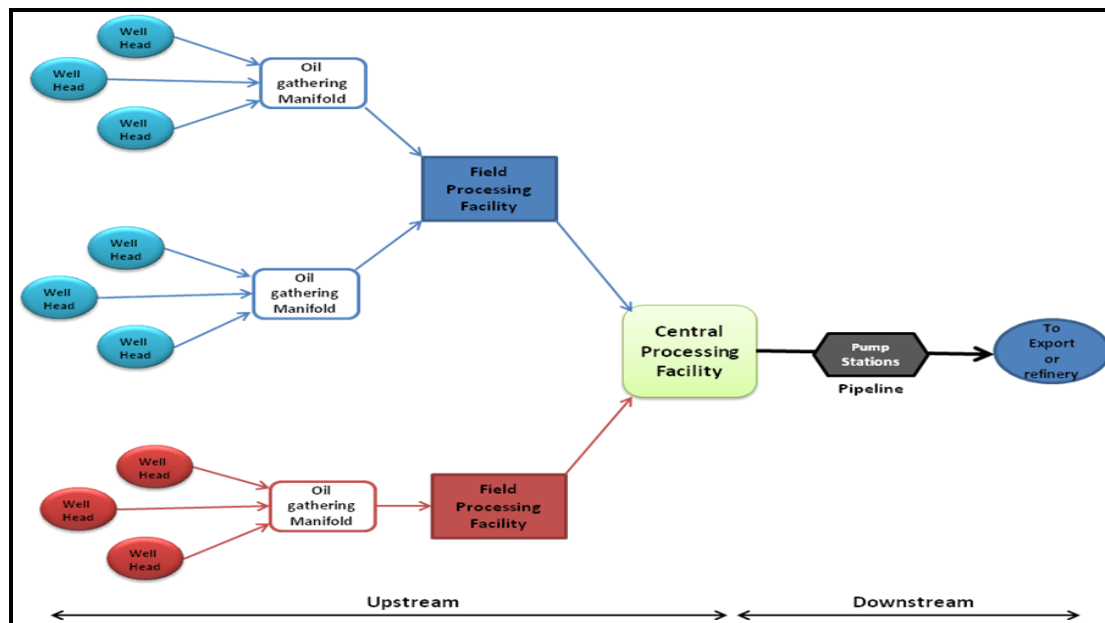 Well
Head
Well
Head
Well
Head
Oil
gathering
Manifold
Field
Processing
Facility
Well
Head
Well
Head
Well
Head
Oil
gathering
Manifold
Central
Processing
Facility
Pump
Stations
Pipeline
To
Export
or
refinery
Well
Head
Well
Head
Well
Head
Oil
gathering
Manifold
Field
Processing
Facility
Upstream
Downstream